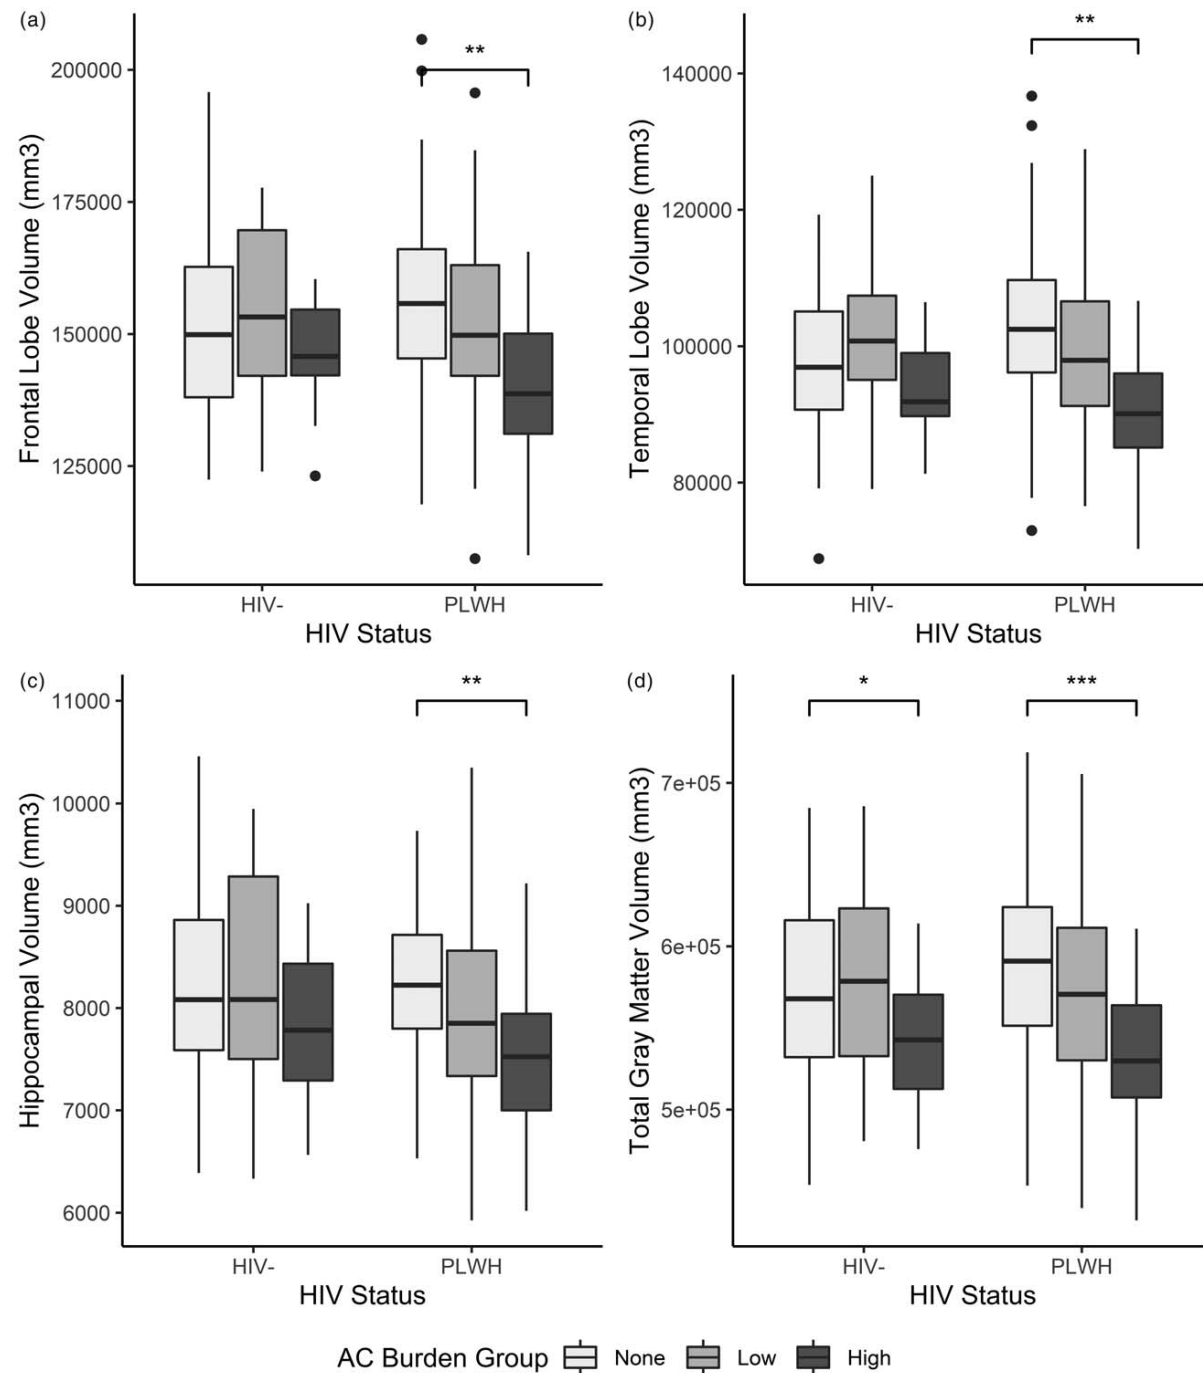 (a)
**
200000
175000
150000
125000
Frontal Lobe Volume (mm3)
HIV-
PLWH
HIV Status
(b)
**
140000
120000
100000
80000
Temporal Lobe Volume (mm3)
HIV-
PLWH
HIV Status
(c)
**
11000
10000
9000
8000
7000
6000
Hippocampal Volume (mm3)
HIV-
PLWH
HIV Status
(d)
*
***
7e+05
6e+05
5e+05
Total Gray Matter Volume (mm3)
HIV-
PLWH
HIV Status
AC Burden Group None Low High